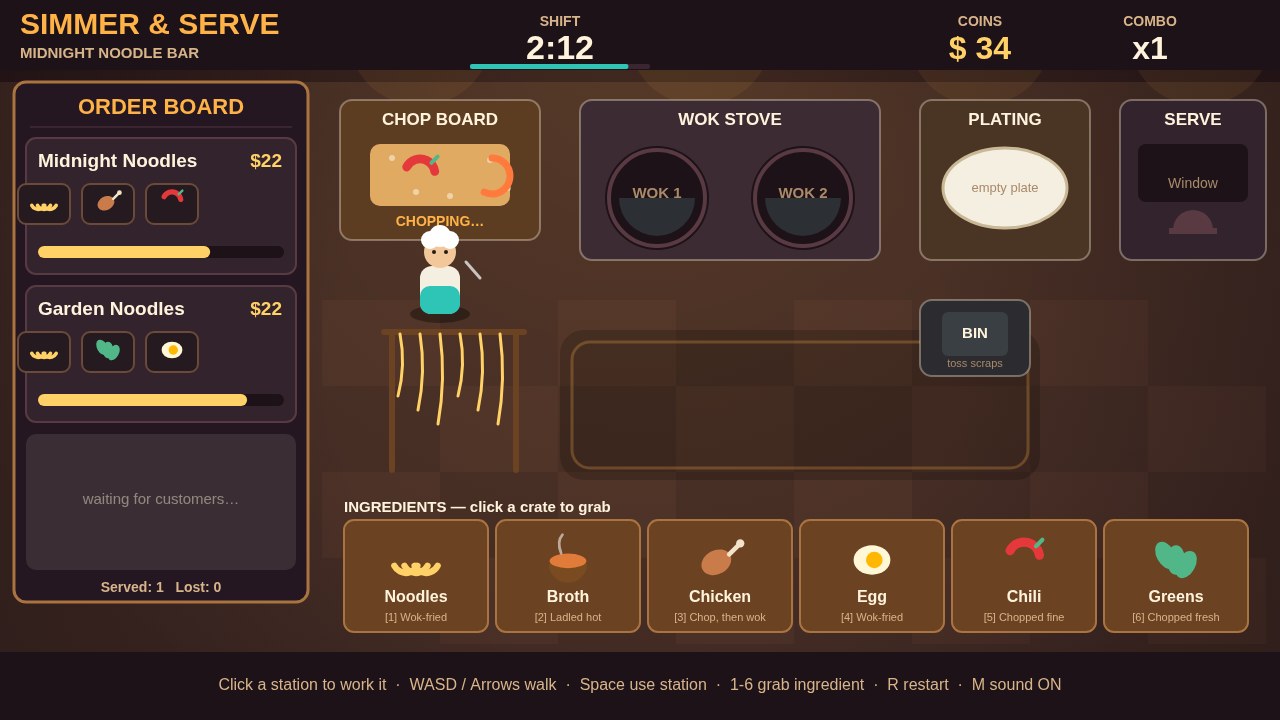 SIMMER & SERVE
MIDNIGHT NOODLE BAR
SHIFT
2:12
COINS
$ 34
COMBO
x1
ORDER BOARD
Midnight Noodles $22
Garden Noodles $22
waiting for customers…
Served: 1 Lost: 0
CHOP BOARD
CHOPPING…
WOK STOVE
WOK 1
WOK 2
PLATING
empty plate
SERVE
Window
BIN
toss scraps
INGREDIENTS — click a crate to grab
Noodles
[1] Wok-fried
Broth
[2] Ladled hot
Chicken
[3] Chop, then wok
Egg
[4] Wok-fried
Chili
[5] Chopped fine
Greens
[6] Chopped fresh
Click a station to work it · WASD / Arrows walk · Space use station · 1-6 grab ingredient · R restart · M sound ON